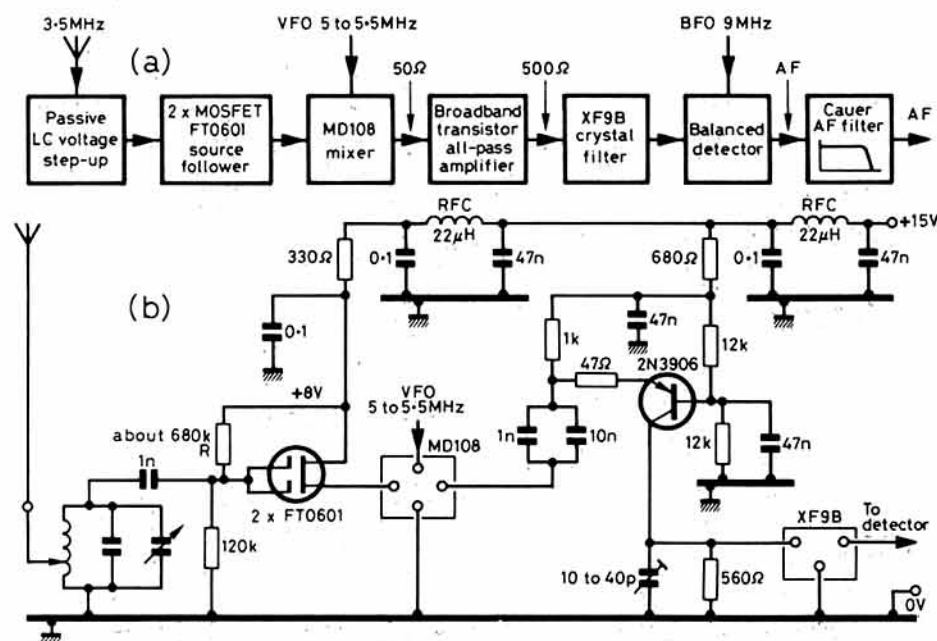 3·5MHz
VFO 5 to 5·5MHz
BFO 9MHz
(a)
50Ω
500Ω
AF
Passive
LC voltage
step-up
2 x MOSFET
FT0601
source
follower
MD108
mixer
Broadband
transistor
all-pass
amplifier
XF9B
crystal
filter
Balanced
detector
Cauer
AF filter
AF
(b)
RFC
22μH
RFC
22μH
+15V
330Ω
0·1
47n
680Ω
0·1
47n
0·1
47n
1k
12k
47Ω
2N3906
+8V
VFO
5 to 5·5MHz
about 680k
R
MD108
1n
10n
12k
47n
1n
2 x FT0601
XF9B
To
detector
120k
10 to 40p
560Ω
0V